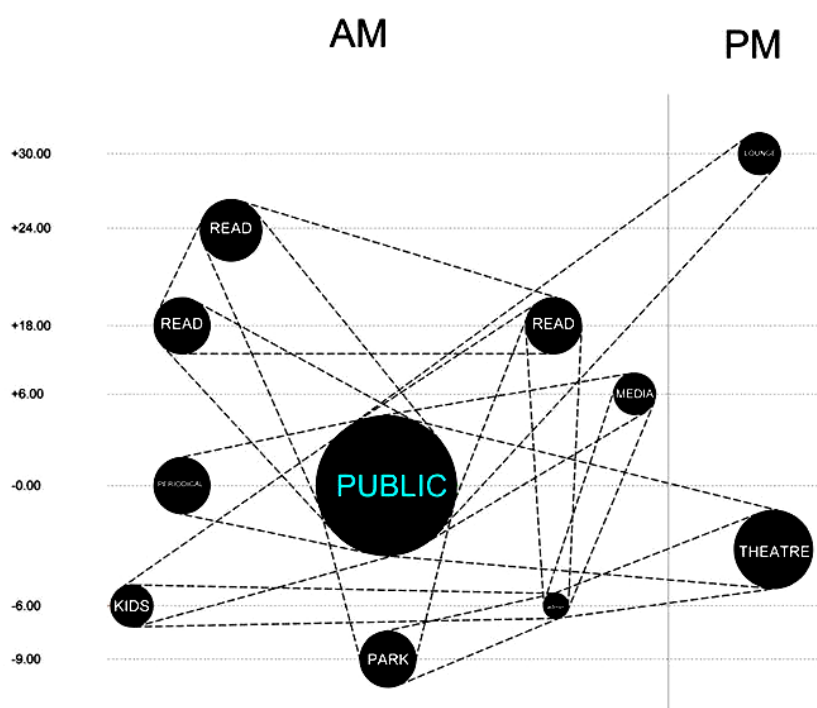 AM
PM
+30.00
LOUNGE
+24.00
READ
+18.00
READ
READ
+6.00
MEDIA
-0.00
PERIODICAL
PUBLIC
THEATRE
-6.00
KIDS
-9.00
PARK